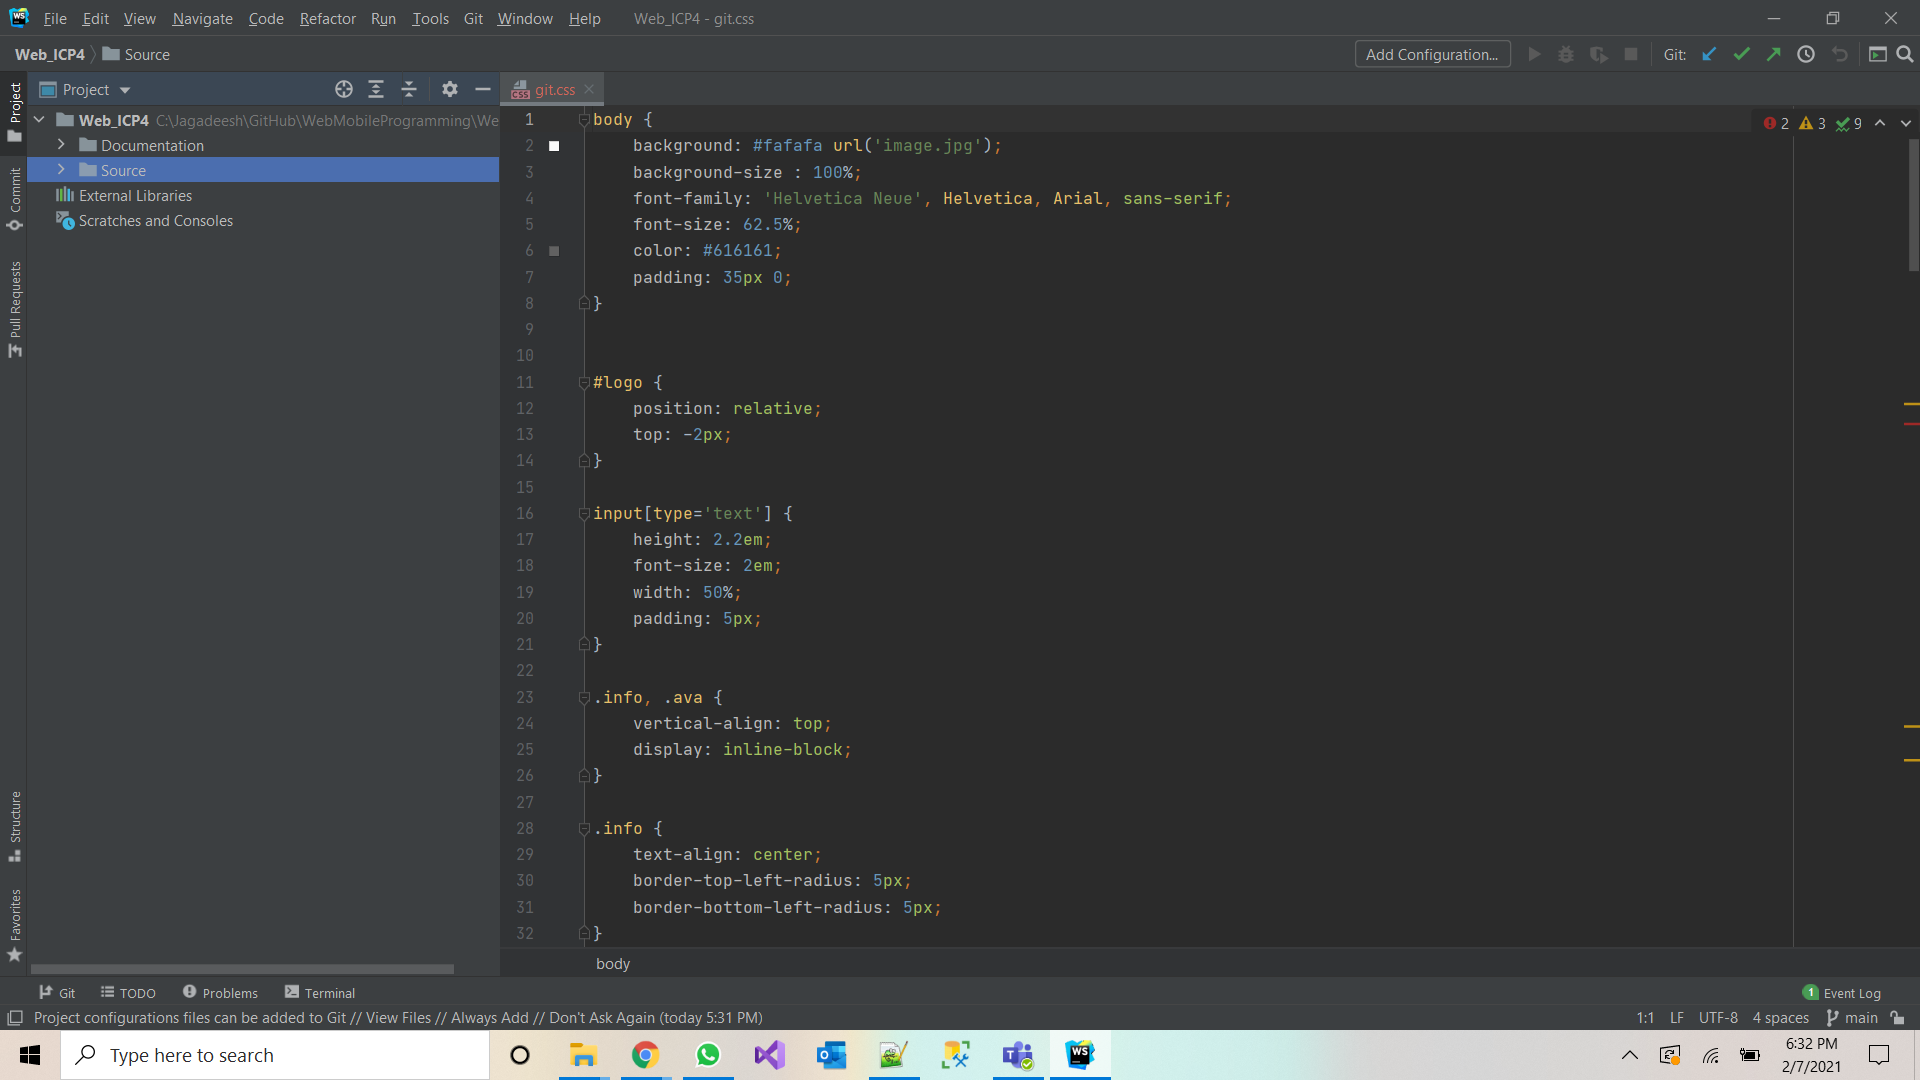 File Edit View Navigate Code Refactor Run Tools Git Window Help Web_ICP4 - git.css
Web_ICP4 Source Add Configuration... Git:
Project git.css
Web_ICP4 C:\Jagadeesh\GitHub\WebMobileProgramming\We
Documentation
Source
External Libraries
Scratches and Consoles
Project
Commit
Pull Requests
Structure
Favorites
2 3 9
1 body {
2 background: #fafafa url('image.jpg');
3 background-size : 100%;
4 font-family: 'Helvetica Neue', Helvetica, Arial, sans-serif;
5 font-size: 62.5%;
6 color: #616161;
7 padding: 35px 0;
8 }
9
10
11 #logo {
12 position: relative;
13 top: -2px;
14 }
15
16 input[type='text'] {
17 height: 2.2em;
18 font-size: 2em;
19 width: 50%;
20 padding: 5px;
21 }
22
23 .info, .ava {
24 vertical-align: top;
25 display: inline-block;
26 }
27
28 .info {
29 text-align: center;
30 border-top-left-radius: 5px;
31 border-bottom-left-radius: 5px;
32 }
body
Git TODO Problems Terminal 1 Event Log
Project configurations files can be added to Git // View Files // Always Add // Don't Ask Again (today 5:31 PM) 1:1 LF UTF-8 4 spaces main
Type here to search
6:32 PM
2/7/2021